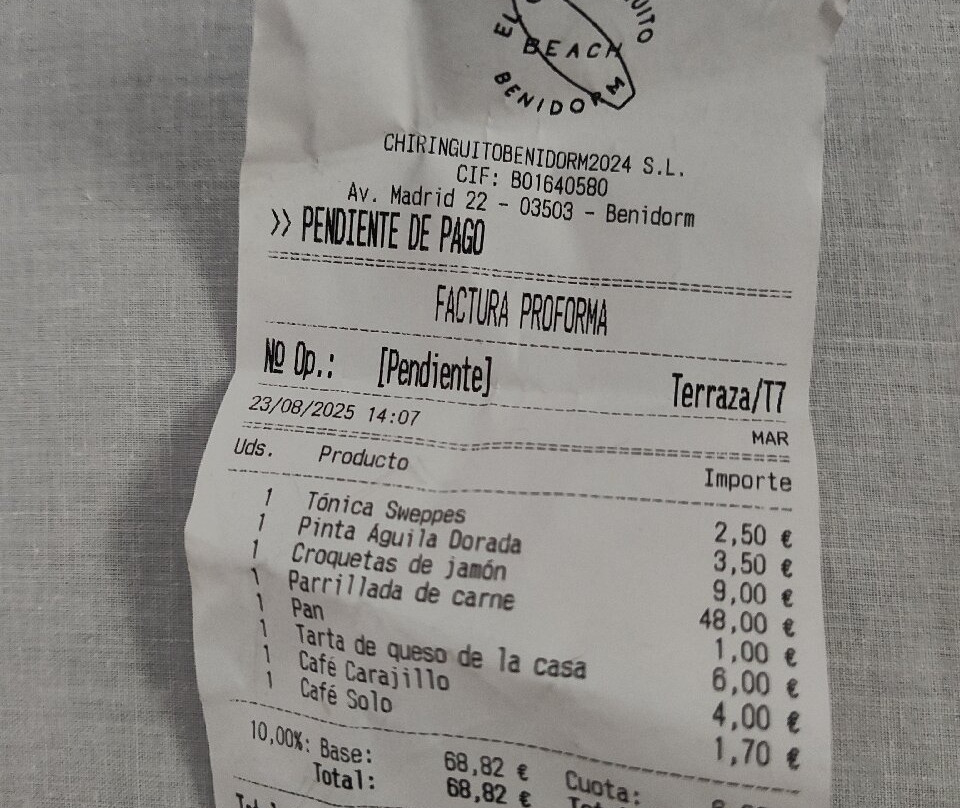 EL
UITO
BEACH
BENIDORM
CHIRINGUITOBENIDORM2024 S.L.
CIF: B01640580
Av. Madrid 22 - 03503 - Benidorm
>> PENDIENTE DE PAGO
FACTURA PROFORMA
Nº Op.: [Pendiente] Terraza/T7
23/08/2025 14:07 MAR
Uds. Producto Importe
1 Tónica Sweppes 2,50 €
1 Pinta Águila Dorada 3,50 €
1 Croquetas de jamón 9,00 €
1 Parrillada de carne 48,00 €
1 Pan 1,00 €
1 Tarta de queso de la casa 6,00 €
1 Café Carajillo 4,00 €
1 Café Solo 1,70 €
10,00%: Base: 68,82 € Cuota:
Total: 68,82 €